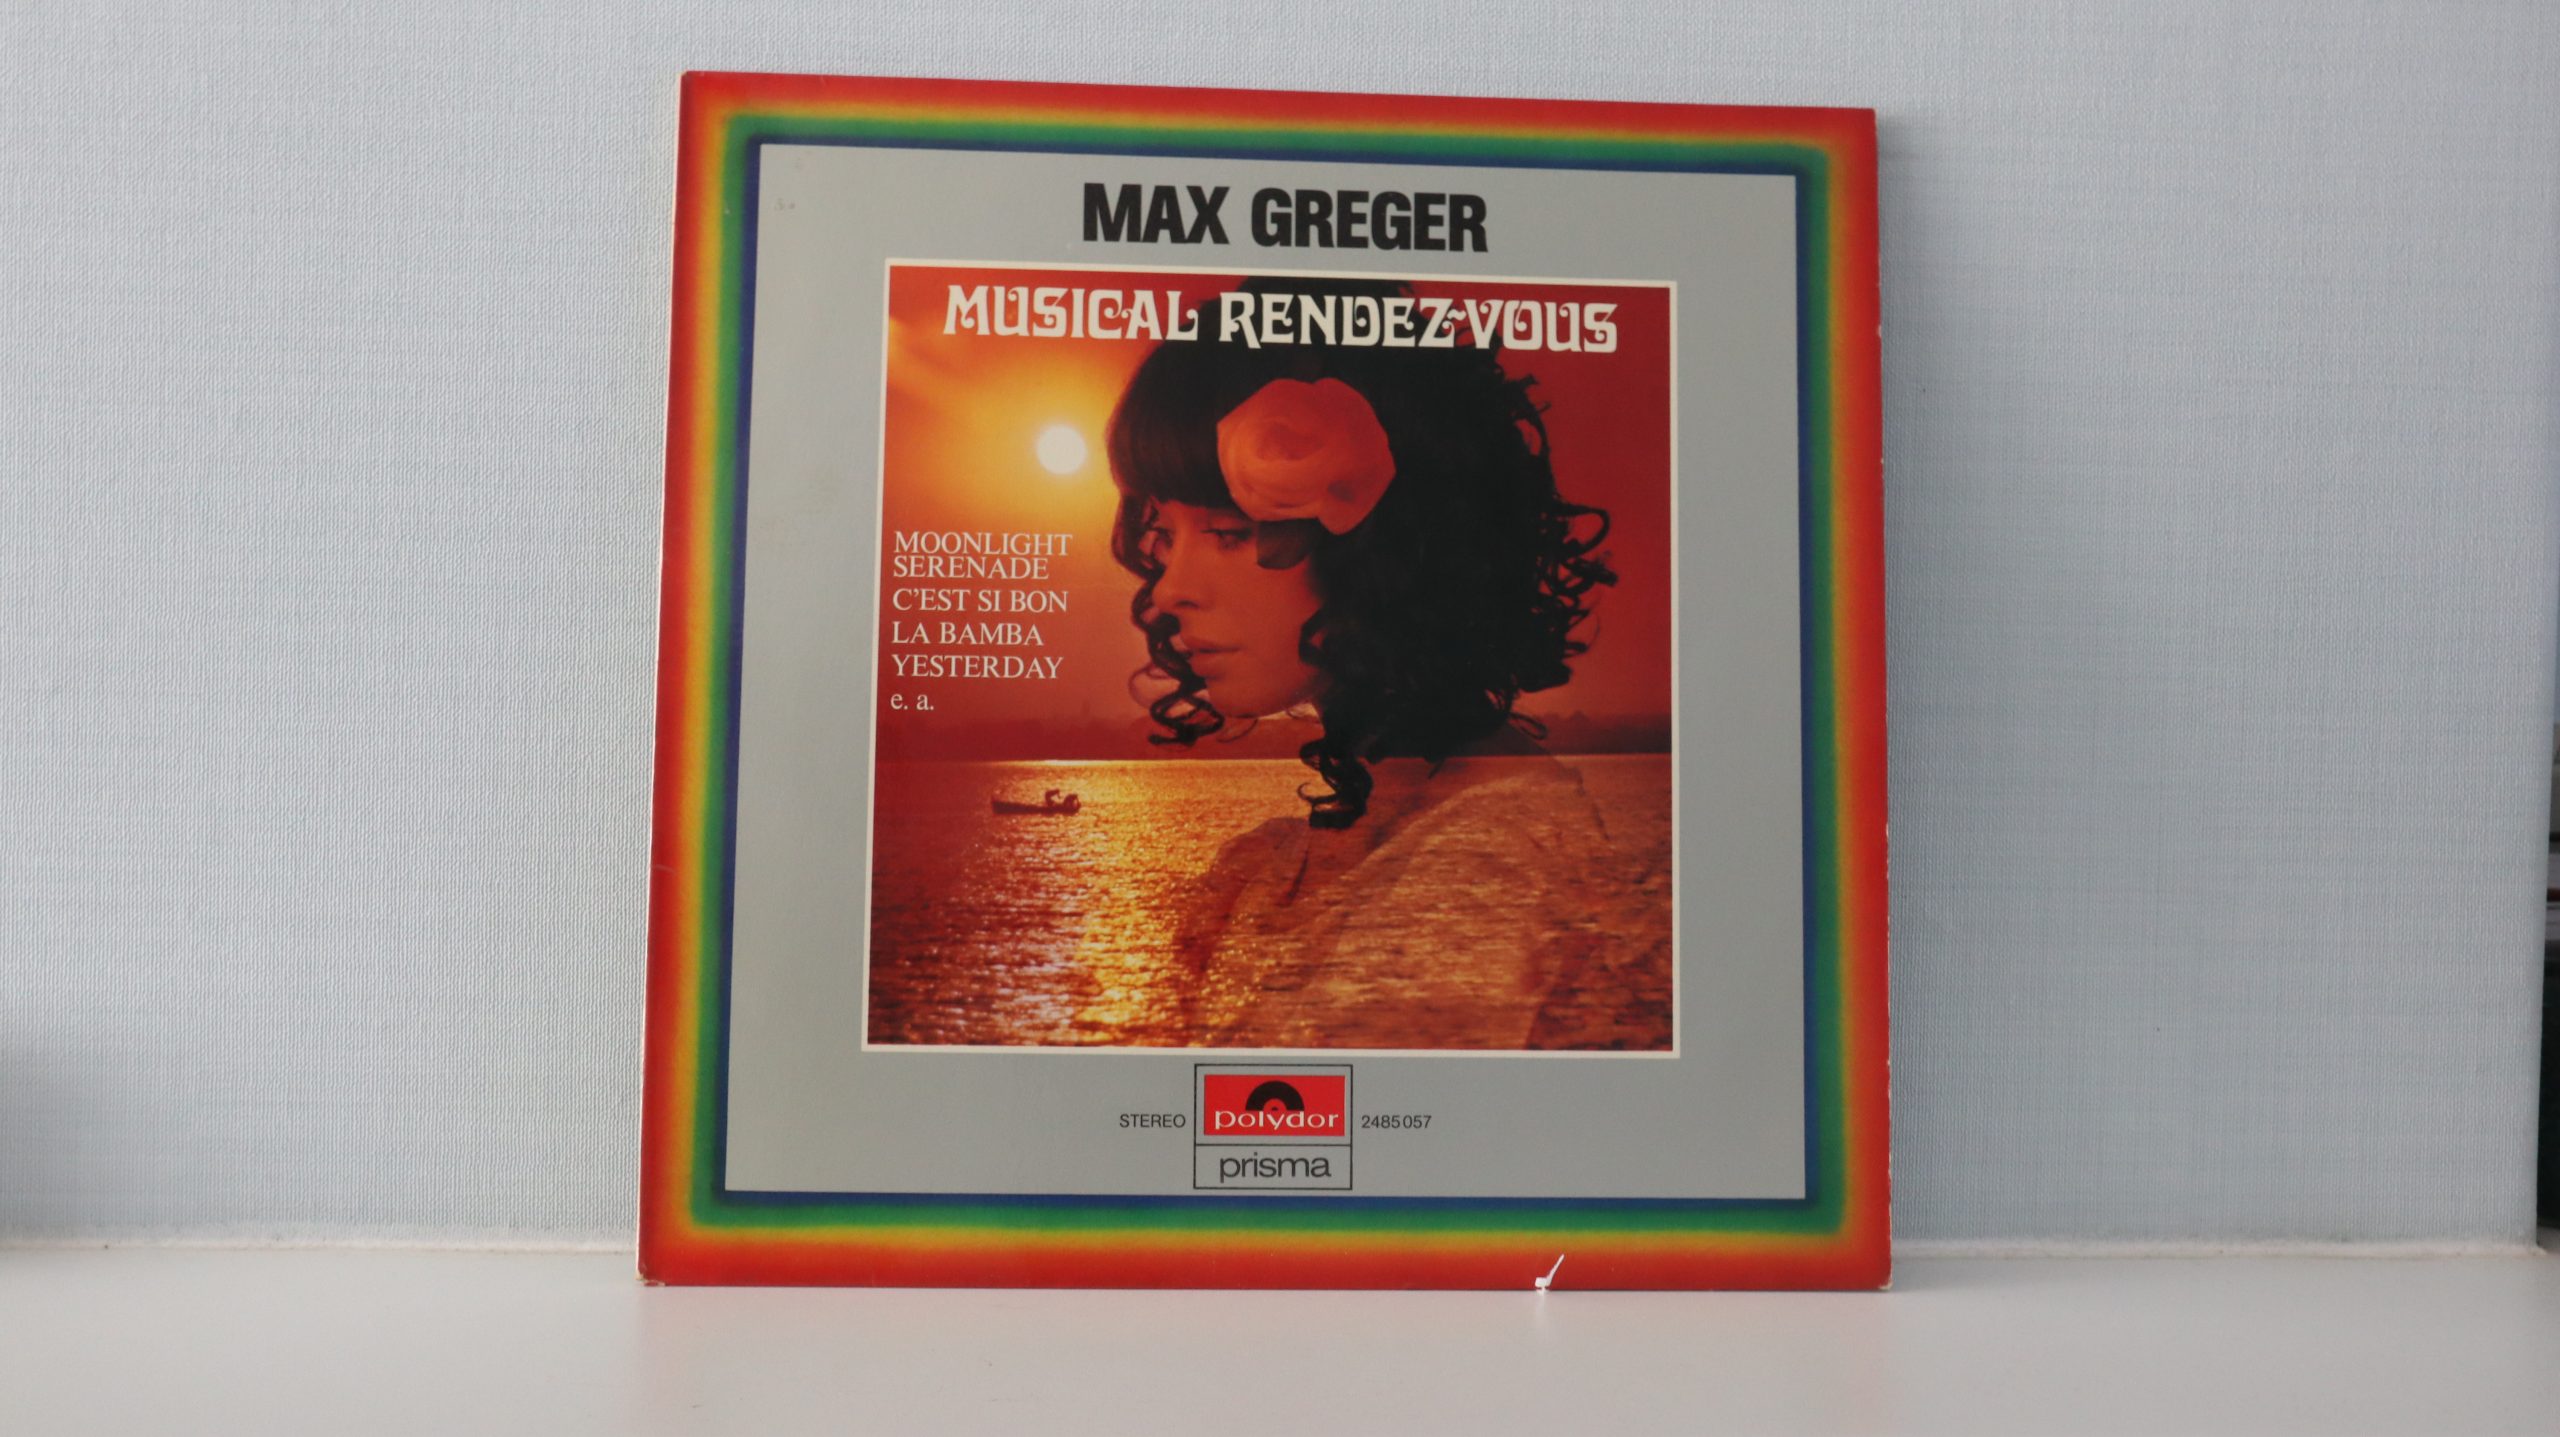 MAX GREGER
MUSICAL RENDEZ-VOUS
MOONLIGHT
SERENADE
C'EST SI BON
LA BAMBA
YESTERDAY
e. a.
STEREO
polydor
2485 057
prisma